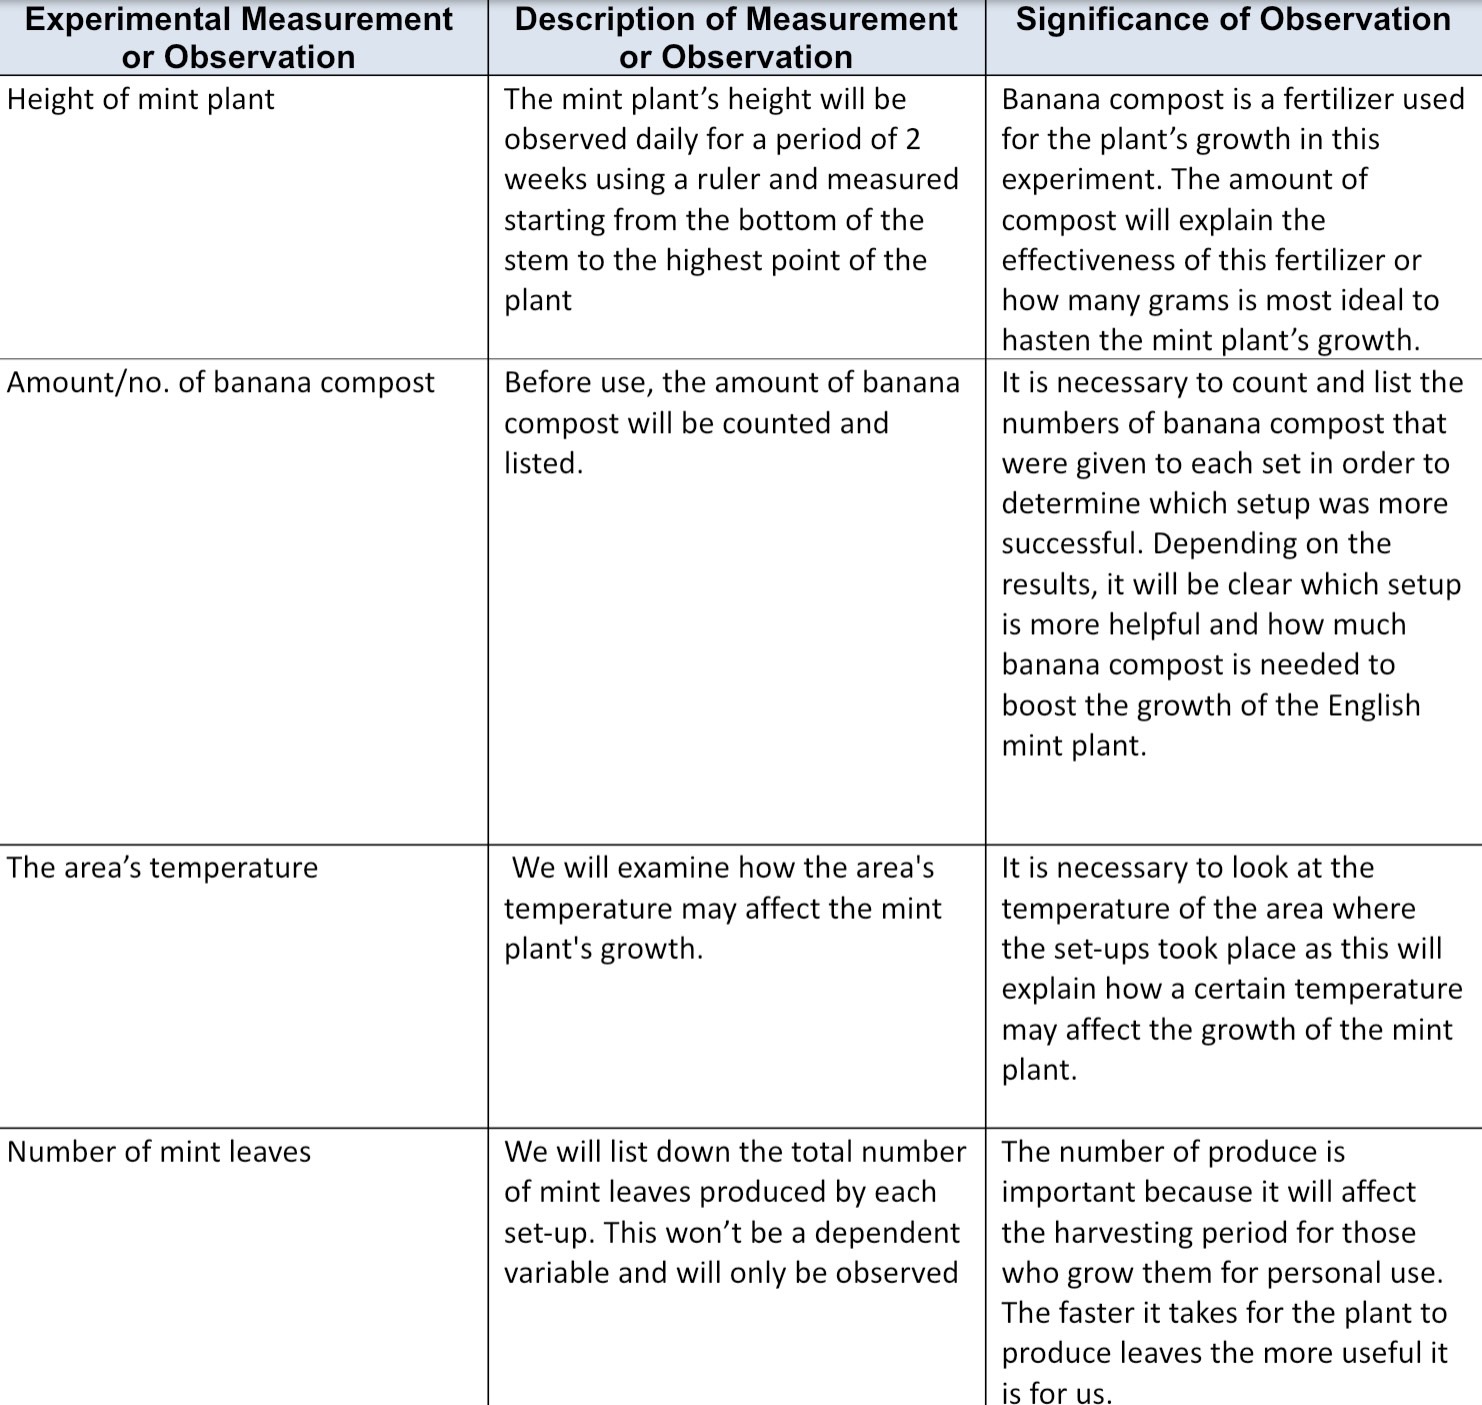 Experimental Measurement
or Observation
Description of Measurement
or Observation
Significance of Observation
Height of mint plant
The mint plant’s height will be
observed daily for a period of 2
weeks using a ruler and measured
starting from the bottom of the
stem to the highest point of the
plant
Banana compost is a fertilizer used
for the plant’s growth in this
experiment. The amount of
compost will explain the
effectiveness of this fertilizer or
how many grams is most ideal to
hasten the mint plant’s growth.
Amount/no. of banana compost
Before use, the amount of banana
compost will be counted and
listed.
It is necessary to count and list the
numbers of banana compost that
were given to each set in order to
determine which setup was more
successful. Depending on the
results, it will be clear which setup
is more helpful and how much
banana compost is needed to
boost the growth of the English
mint plant.
The area’s temperature
We will examine how the area's
temperature may affect the mint
plant's growth.
It is necessary to look at the
temperature of the area where
the set-ups took place as this will
explain how a certain temperature
may affect the growth of the mint
plant.
Number of mint leaves
We will list down the total number
of mint leaves produced by each
set-up. This won’t be a dependent
variable and will only be observed
The number of produce is
important because it will affect
the harvesting period for those
who grow them for personal use.
The faster it takes for the plant to
produce leaves the more useful it
is for us.